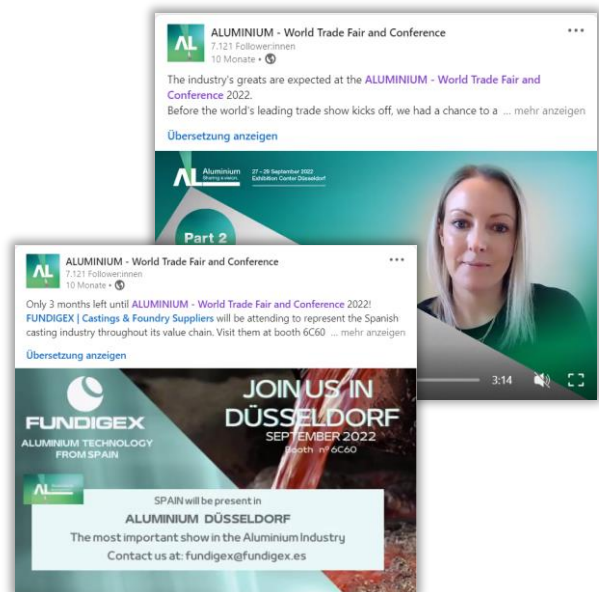 AL
ALUMINIUM - World Trade Fair and Conference
7.121 Follower:innen
10 Monate •
The industry's greats are expected at the ALUMINIUM - World Trade Fair and
Conference 2022.
Before the world's leading trade show kicks off, we had a chance to a ... mehr anzeigen
Übersetzung anzeigen
AL Aluminium
Sharing a vision.
27 – 29 September 2022
Exhibition Center Düsseldorf
Part 2
3:14
AL
ALUMINIUM - World Trade Fair and Conference
7.121 Follower:innen
10 Monate •
Only 3 months left until ALUMINIUM - World Trade Fair and Conference 2022!
FUNDIGEX | Castings & Foundry Suppliers will be attending to represent the Spanish
casting industry throughout its value chain. Visit them at booth 6C60 ... mehr anzeigen
Übersetzung anzeigen
FUNDIGEX
ALUMINIUM TECHNOLOGY
FROM SPAIN
JOIN US IN
DÜSSELDORF
SEPTEMBER 2022
Booth nº 6C60
AL
SPAIN will be present in
ALUMINIUM DÜSSELDORF
The most important show in the Aluminium Industry
Contact us at: fundigex@fundigex.es